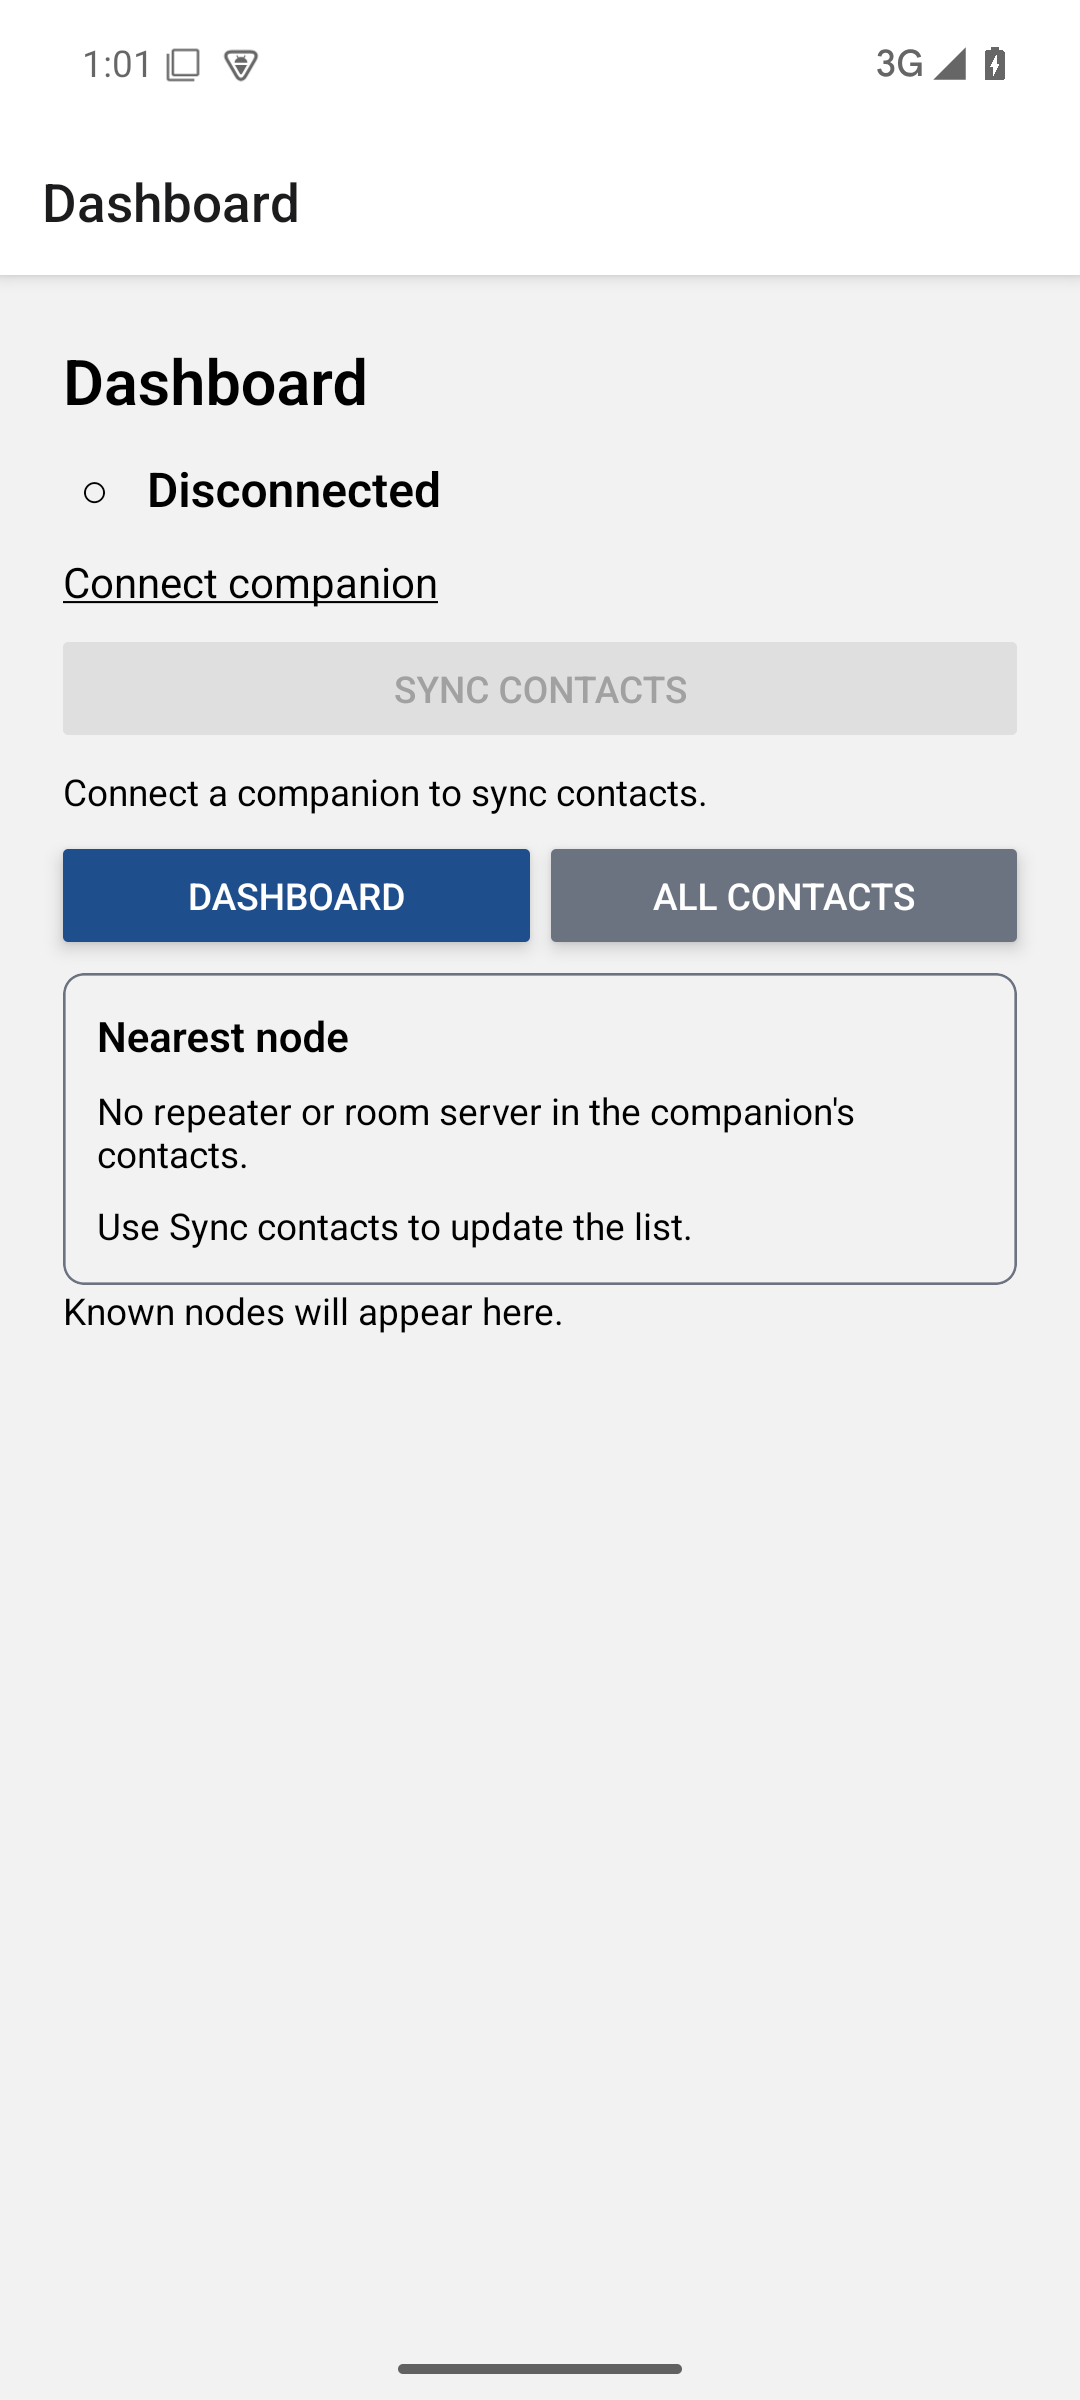 1:01
3G
Dashboard
Dashboard
Disconnected
Connect companion
SYNC CONTACTS
Connect a companion to sync contacts.
DASHBOARD
ALL CONTACTS
Nearest node
No repeater or room server in the companion's
contacts.
Use Sync contacts to update the list.
Known nodes will appear here.